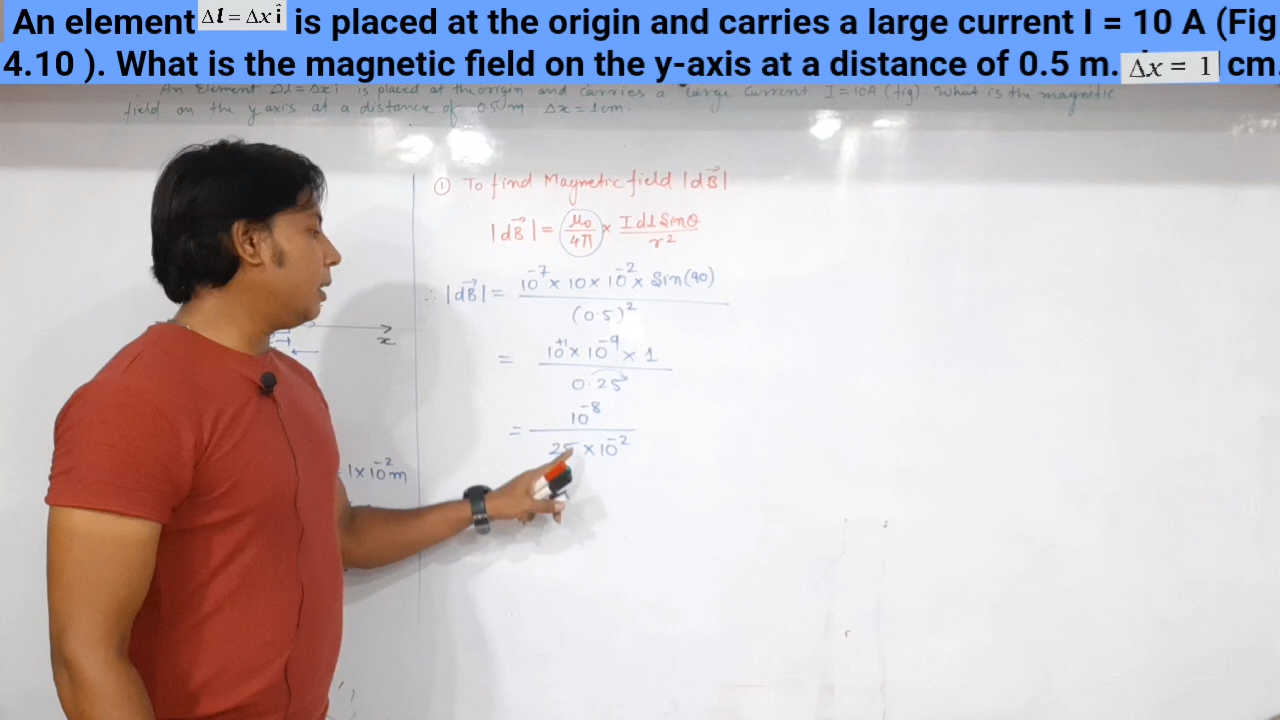 An element Δl = Δx î is placed at the origin and carries a large current I = 10 A (Fig
4.10 ). What is the magnetic field on the y-axis at a distance of 0.5 m. Δx = 1 cm.
An Element Δl = Δx î is placed at the origin and carries a large current I = 10A (fig). What is the magnetic
field on the y axis at a distance of 0.5 m Δx = 1cm.
① To find Magnetic field |dB⃗|
|dB⃗| = μ₀/4π × Idl Sinθ/r²
∴ |dB⃗| = 10⁻⁷ × 10 × 10⁻² × Sin(90)/(0.5)²
= 10⁺¹ × 10⁻⁹ × 1/0.25
= 10⁻⁸/25 × 10⁻²
x
= 1×10⁻² m